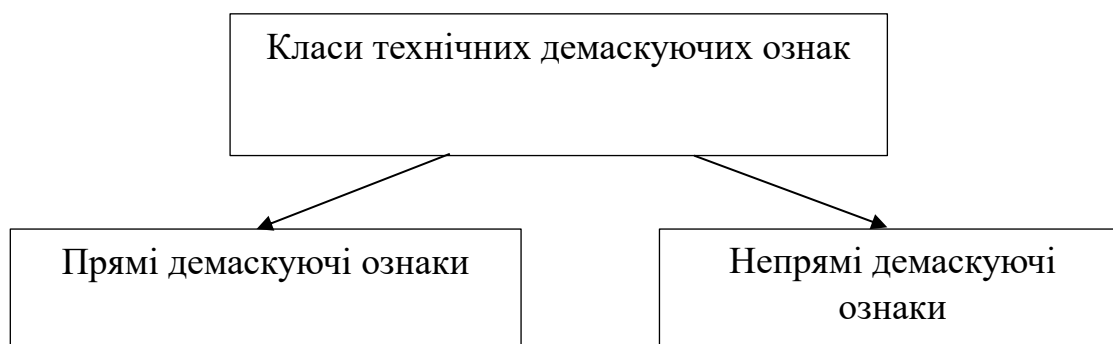 Класи технічних демаскуючих ознак
Прямі демаскуючі ознаки
Непрямі демаскуючі
ознаки